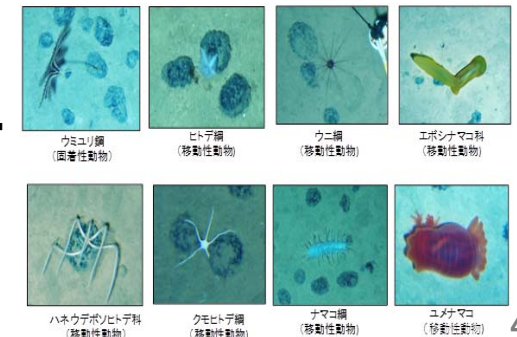 ウミユリ綱
(固着性動物)
ヒトデ綱
(移動性動物)
ウニ綱
(移動性動物)
エボシナマコ科
(移動性動物)
ハネウデボソヒトデ科
(移動性動物)
クモヒトデ綱
(移動性動物)
ナマコ綱
(移動性動物)
ユメナマコ
(移動性動物)
4